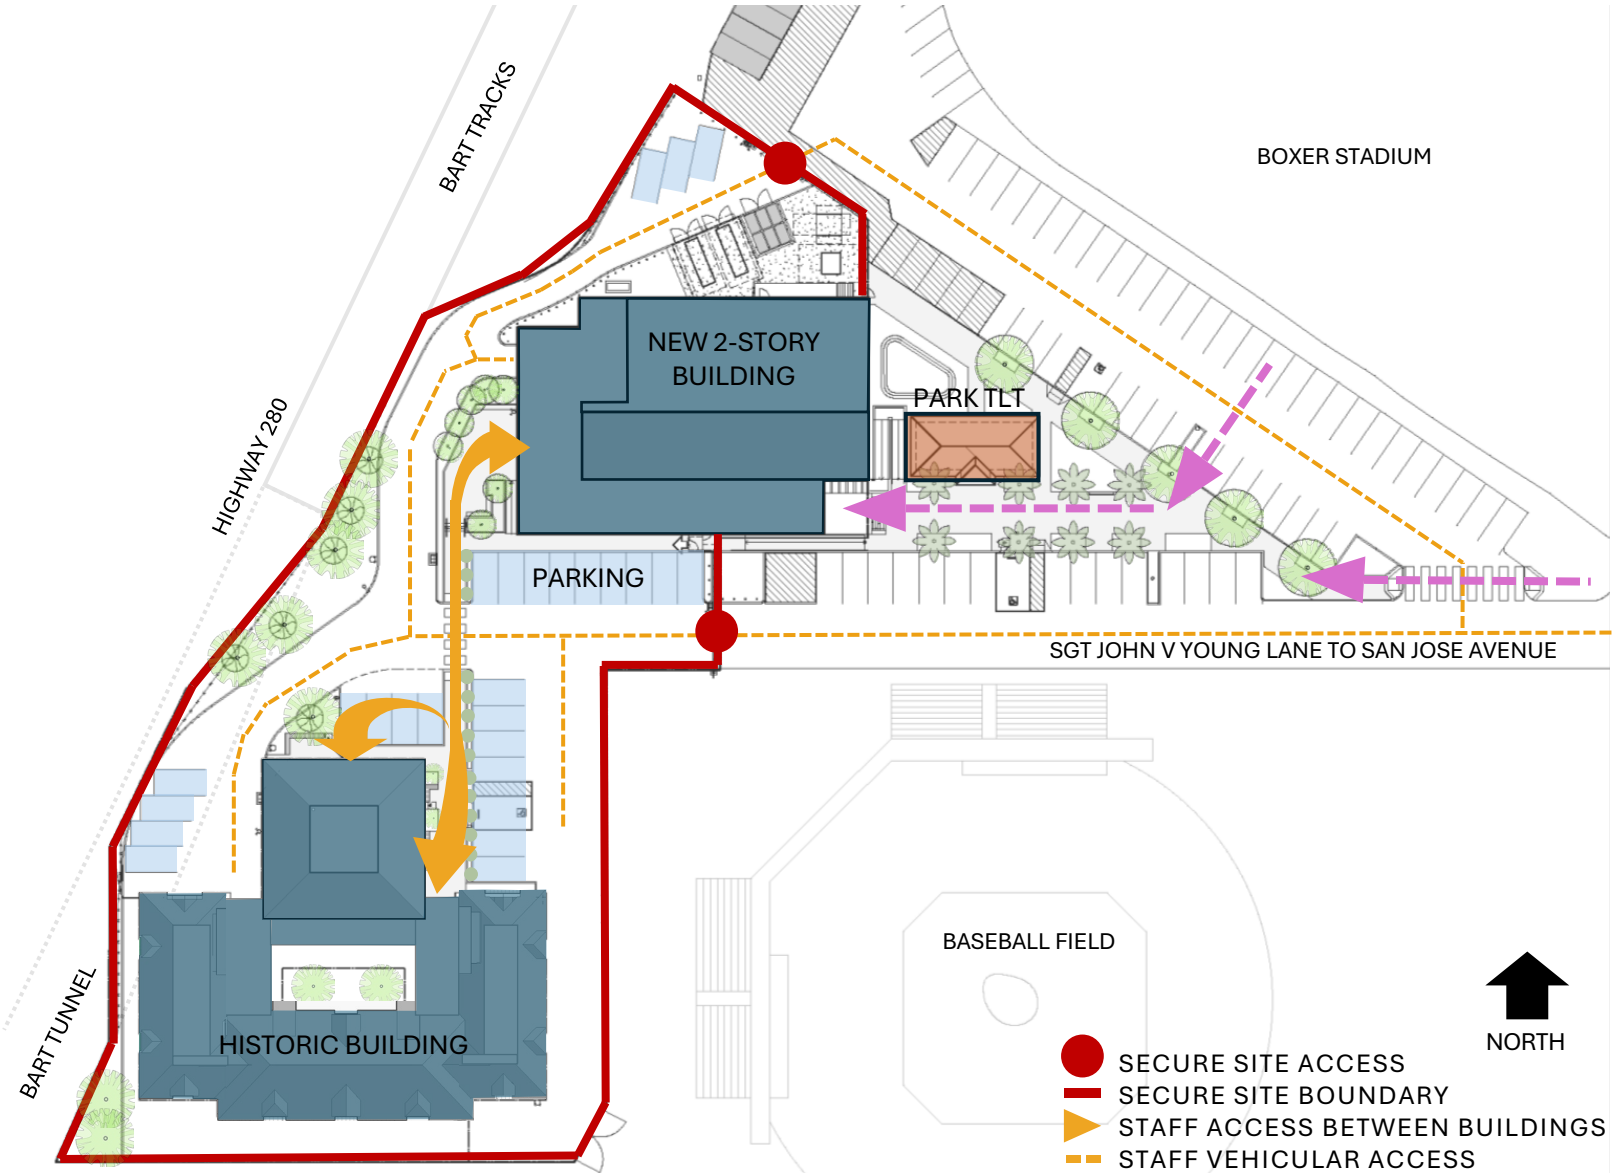 BART TRACKS
BOXER STADIUM
NEW 2-STORY
BUILDING
PARK TLT
HIGHWAY 280
PARKING
SGT JOHN V YOUNG LANE TO SAN JOSE AVENUE
BASEBALL FIELD
BART TUNNEL
HISTORIC BUILDING
NORTH
SECURE SITE ACCESS
SECURE SITE BOUNDARY
STAFF ACCESS BETWEEN BUILDINGS
STAFF VEHICULAR ACCESS